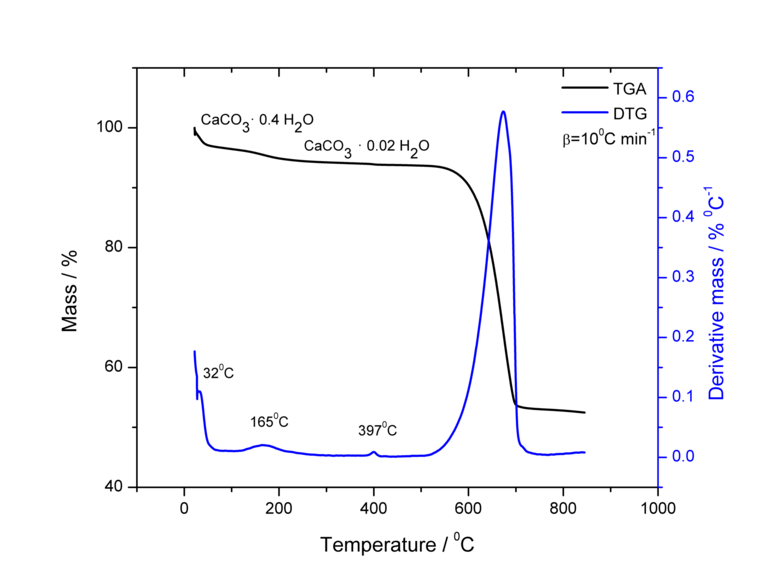 TGA
DTG
β=10⁰C min⁻¹
CaCO₃· 0.4 H₂O
CaCO₃ · 0.02 H₂O
32⁰C
165⁰C
397⁰C
100
80
60
40
Mass / %
0.6
0.5
0.4
0.3
0.2
0.1
0.0
Derivative mass / % ⁰C⁻¹
0 200 400 600 800 1000
Temperature / ⁰C